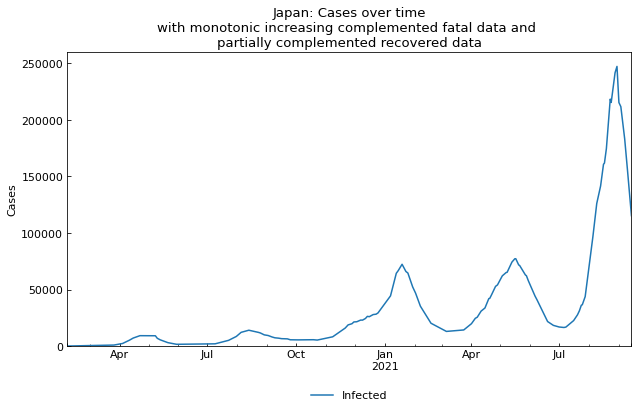 Japan: Cases over time
with monotonic increasing complemented fatal data and
partially complemented recovered data
250000
200000
150000
100000
50000
0
Cases
Apr Jul Oct Jan Apr Jul
2021
Infected